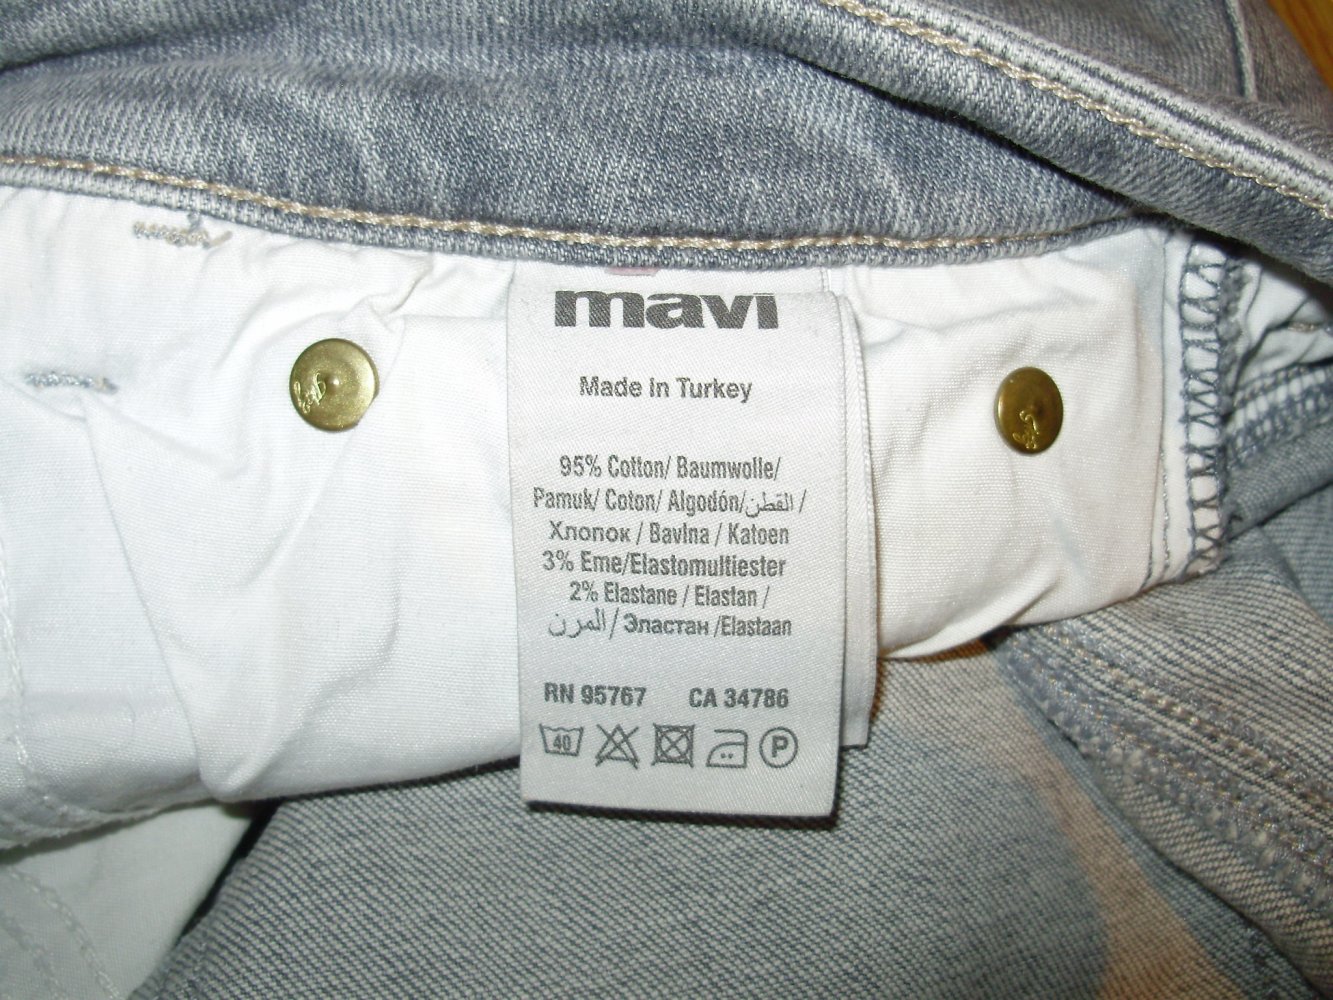 mavi
Made in Turkey
95% Cotton/ Baumwolle/
Pamuk/ Coton/ Algodón/القطن /
Хлопок / Bavlna / Katoen
3% Eme/Elastomultiester
2% Elastane / Elastan /
المرن / Эластан /Elastaan
RN 95767 CA 34786
40 P